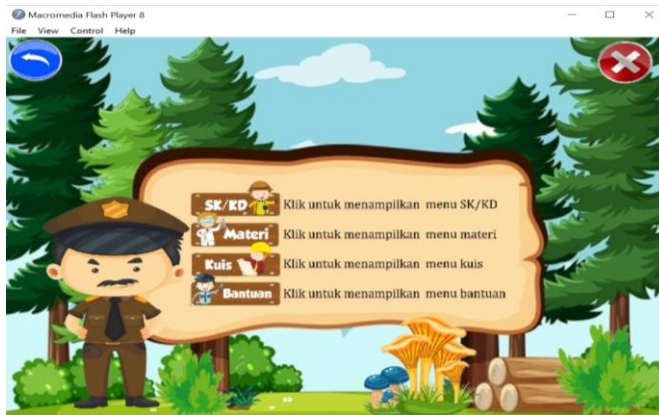 Macromedia Flash Player 8
File View Control Help
SK/KD Klik untuk menampilkan menu SK/KD
Materi Klik untuk menampilkan menu materi
Kuis Klik untuk menampilkan menu kuis
Bantuan Klik untuk menampilkan menu bantuan